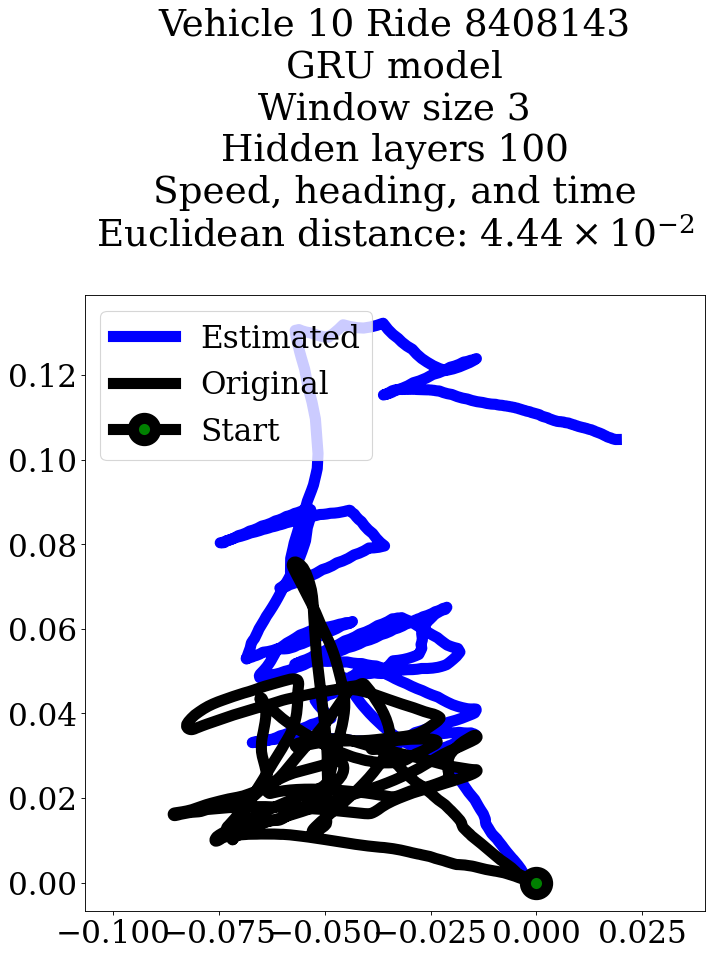 Vehicle 10 Ride 8408143
GRU model
Window size 3
Hidden layers 100
Speed, heading, and time
Euclidean distance: 4.44 × 10⁻²
Estimated
Original
Start
0.12
0.10
0.08
0.06
0.04
0.02
0.00
−0.100 −0.075 −0.050 −0.025 0.000 0.025